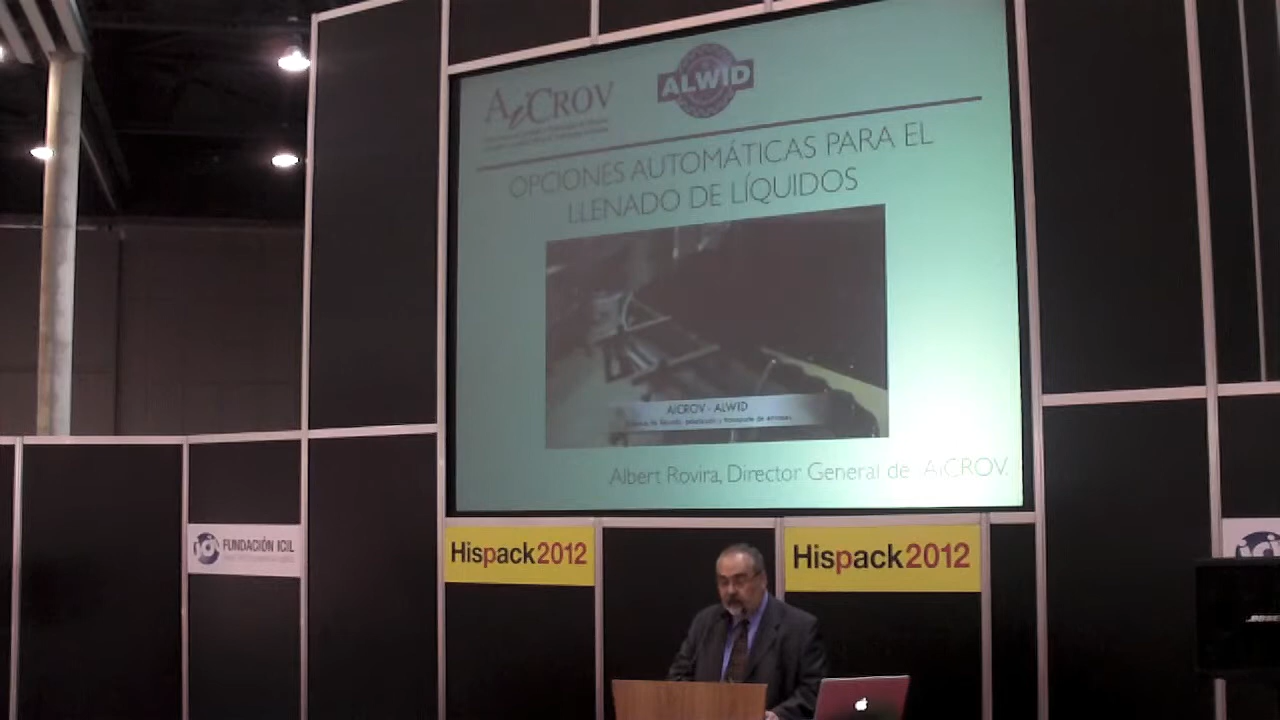 AiCROV
ALWID
OPCIONES AUTOMÁTICAS PARA EL
LLENADO DE LÍQUIDOS
AICROV - ALWID
Albert Rovira, Director General de AiCROV.
FUNDACIÓN ICIL
Hispack2012
Hispack2012
BOSE